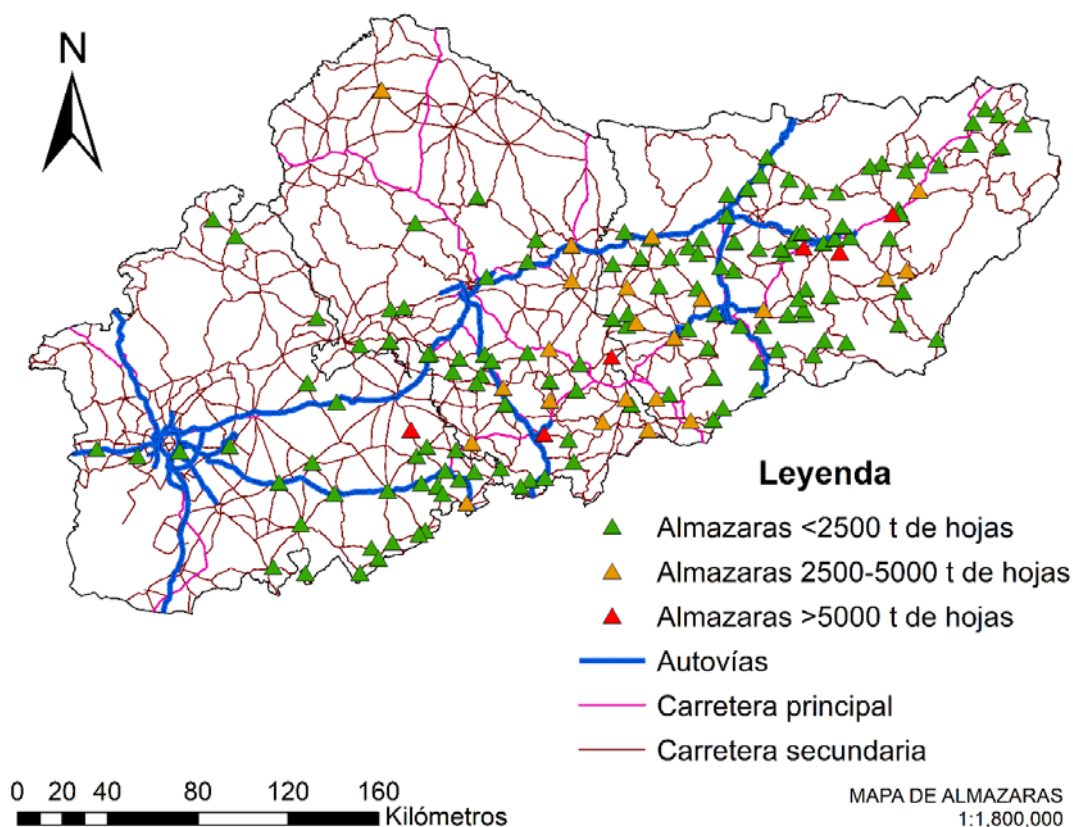 N
Leyenda
Almazaras <2500 t de hojas
Almazaras 2500-5000 t de hojas
Almazaras >5000 t de hojas
Autovías
Carretera principal
Carretera secundaria
0 20 40 80 120 160
Kilómetros
MAPA DE ALMAZARAS
1:1,800,000